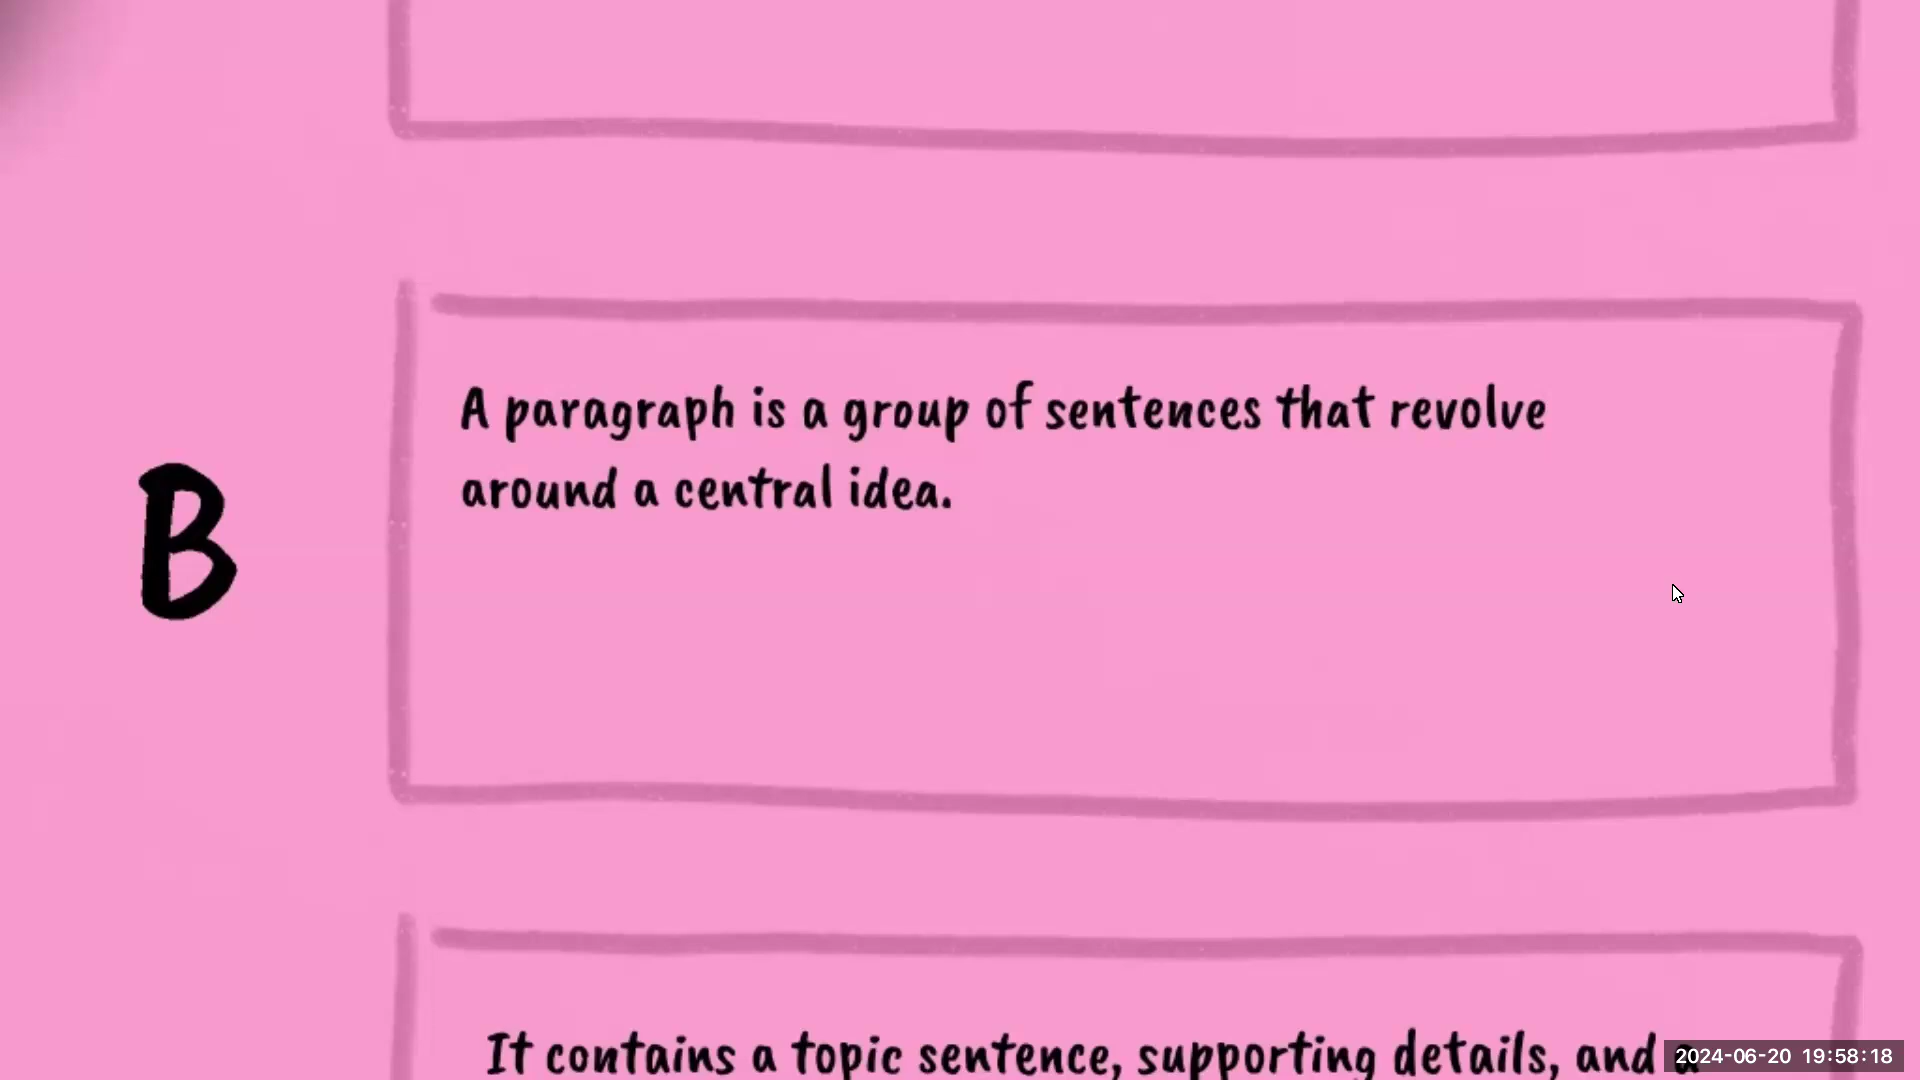 A paragraph is a group of sentences that revolve
around a central idea.
B
It contains a topic sentence, supporting details, and a
2024-06-20 19:58:18